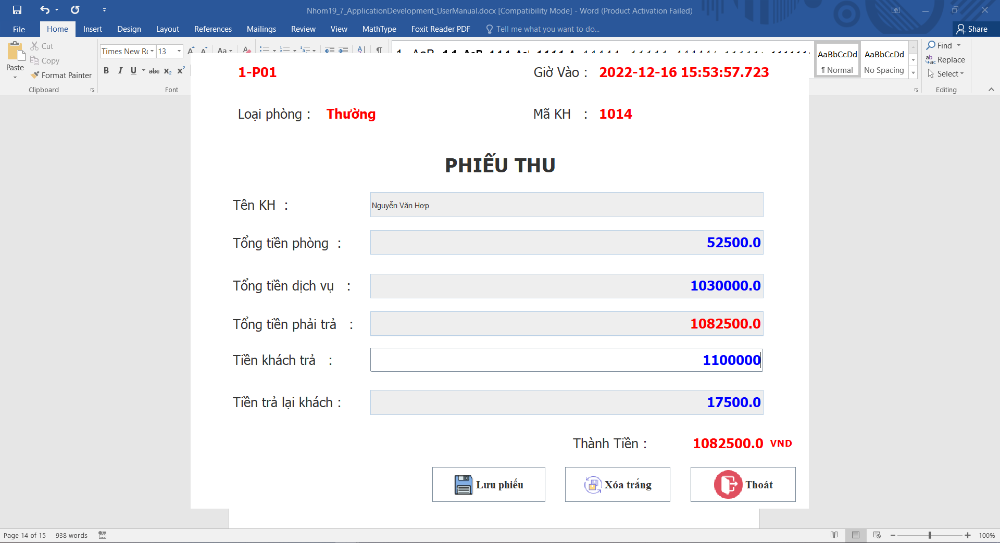 Nhom19_7_ApplicationDevelopment_UserManual.docx [Compatibility Mode] - Word (Product Activation Failed)
File Home Insert Design Layout References Mailings Review View MathType Foxit Reader PDF Tell me what you want to do... Share
Cut
Copy
Format Painter
Paste
Clipboard
Times New Ro 13
B I U abc x₂ x²
Font
AaBbCcDd AaBbCcDd
¶ Normal No Spacing
Find
Replace
Select
Editing
1-P01 Giờ Vào : 2022-12-16 15:53:57.723
Loại phòng : Thường Mã KH : 1014
PHIẾU THU
Tên KH : Nguyễn Văn Hợp
Tổng tiền phòng : 52500.0
Tổng tiền dịch vụ : 1030000.0
Tổng tiền phải trả : 1082500.0
Tiền khách trả : 1100000
Tiền trả lại khách : 17500.0
Thành Tiền : 1082500.0 VND
Lưu phiếu Xóa trắng Thoát
Page 14 of 15 938 words 100%